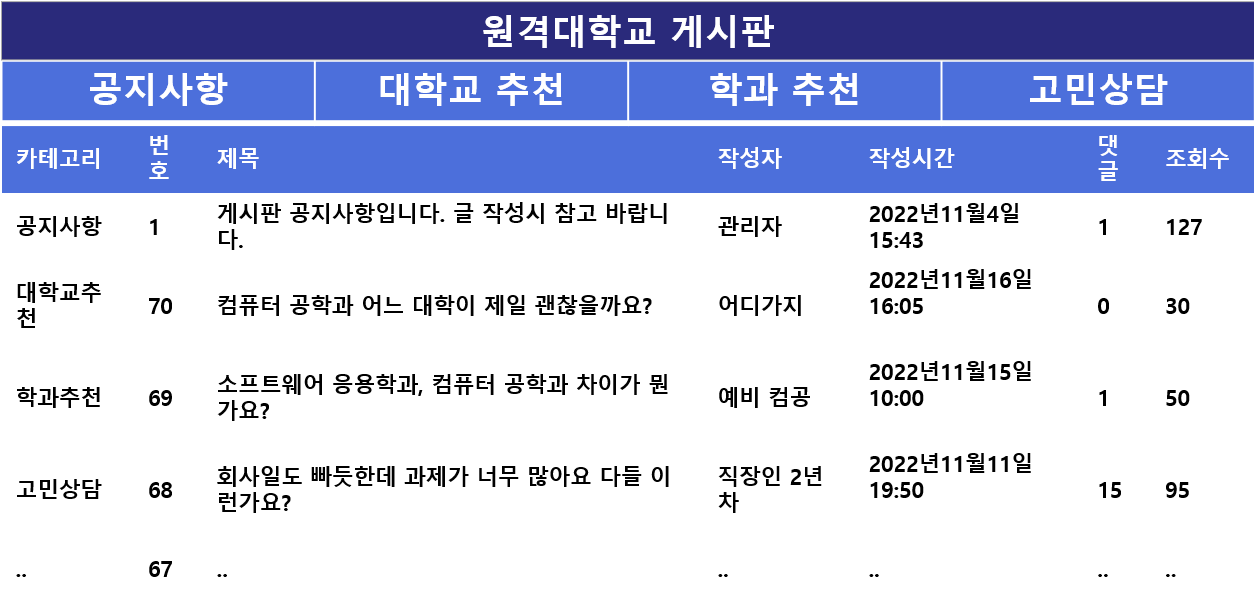 원격대학교 게시판
공지사항 대학교 추천 학과 추천 고민상담
카테고리 번호 제목 작성자 작성시간 댓글 조회수
공지사항 1 게시판 공지사항입니다. 글 작성시 참고 바랍니다. 관리자 2022년11월4일 15:43 1 127
대학교추천 70 컴퓨터 공학과 어느 대학이 제일 괜찮을까요? 어디가지 2022년11월16일 16:05 0 30
학과추천 69 소프트웨어 응용학과, 컴퓨터 공학과 차이가 뭔가요? 예비 컴공 2022년11월15일 10:00 1 50
고민상담 68 회사일도 빠듯한데 과제가 너무 많아요 다들 이런가요? 직장인 2년차 2022년11월11일 19:50 15 95
.. 67 .. .. .. .. ..